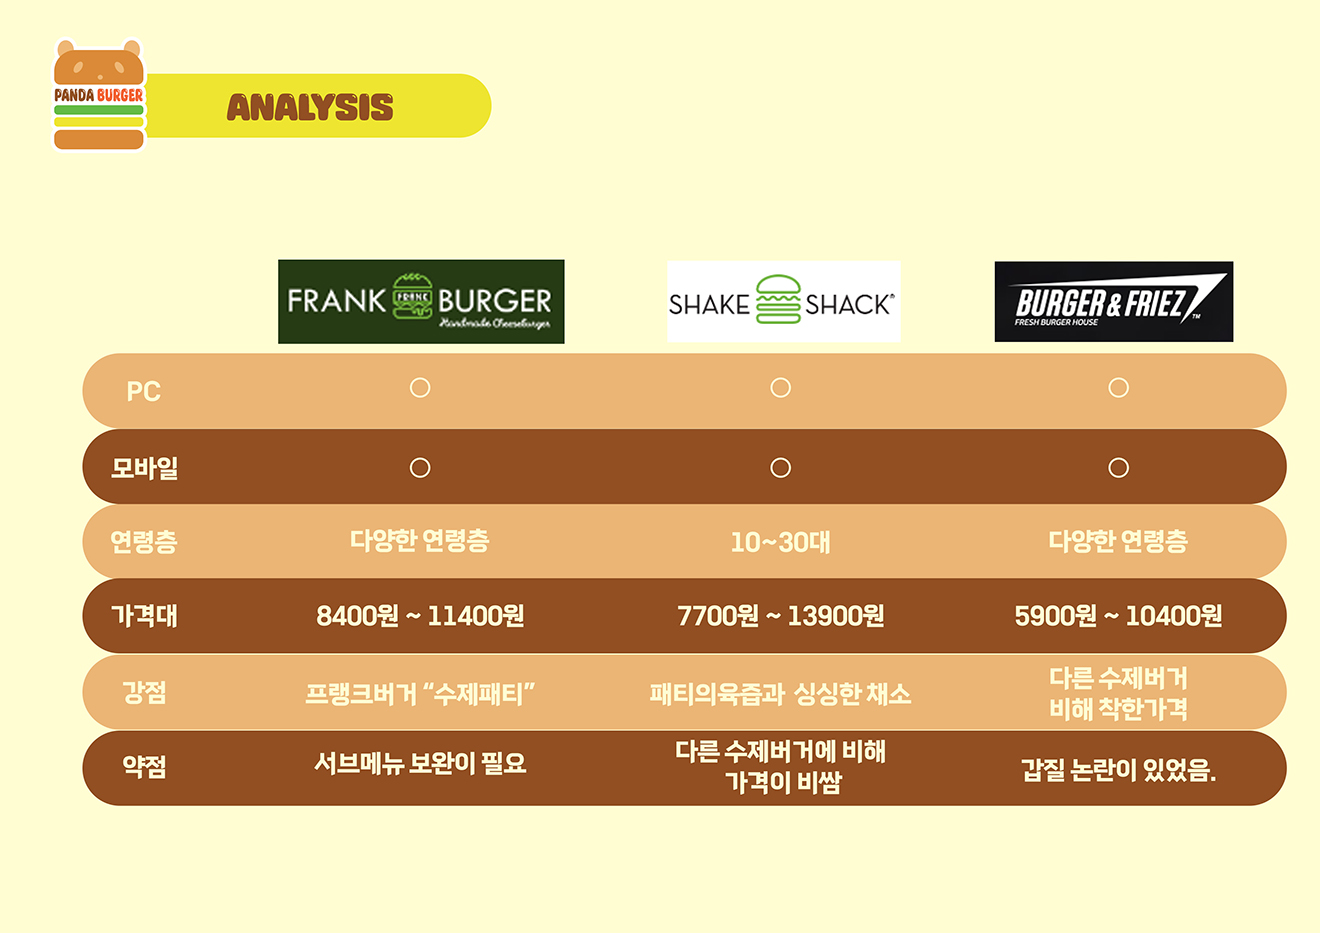 PANDA BURGER
ANALYSIS
FRANK FRANK BURGER
Handmade Cheeseburger
SHAKE SHACK®
BURGER & FRIEZ TM
FRESH BURGER HOUSE
PC ○ ○ ○
모바일 ○ ○ ○
연령층 다양한 연령층 10~30대 다양한 연령층
가격대 8400원 ~ 11400원 7700원 ~ 13900원 5900원 ~ 10400원
강점 프랭크버거 “수제패티” 패티의육즙과 싱싱한 채소 다른 수제버거
비해 착한가격
약점 서브메뉴 보완이 필요 다른 수제버거에 비해
가격이 비쌈
갑질 논란이 있었음.